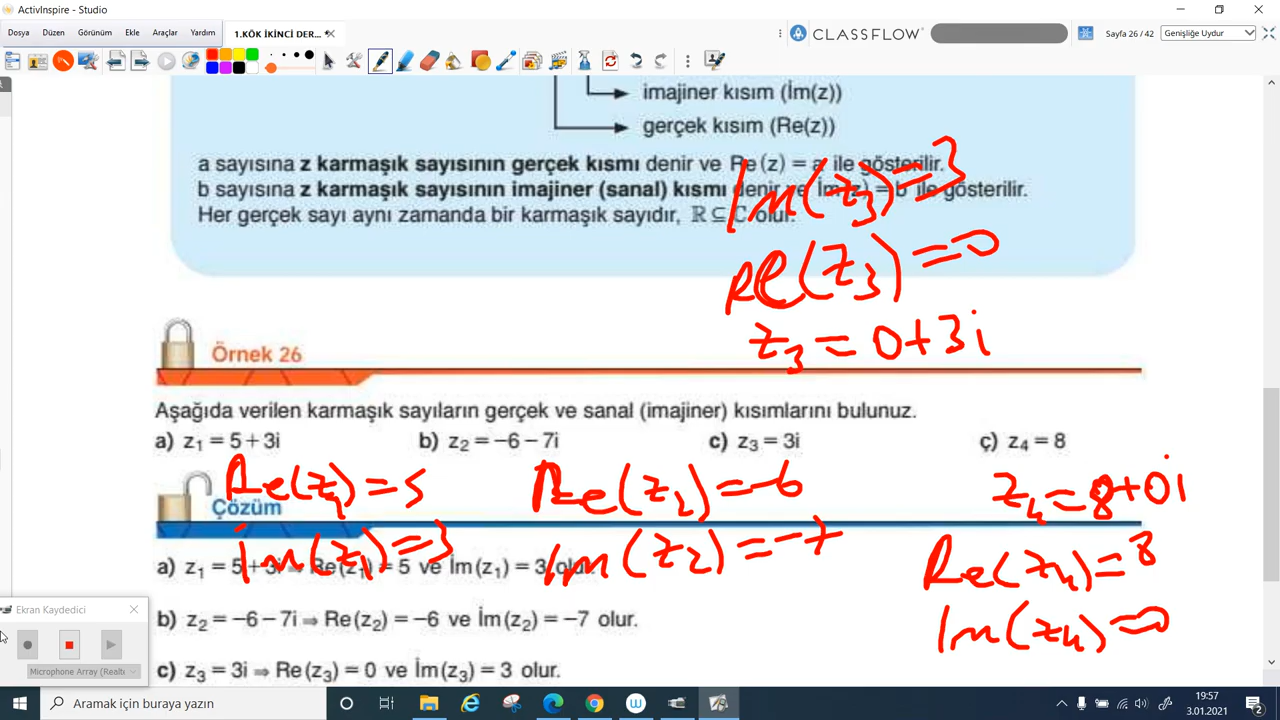 ActivInspire - Studio
Dosya Düzen Görünüm Ekle Araçlar Yardım
1.KÖK İKİNCİ DER...
CLASSFLOW
Sayfa 26 / 42
Genişliğe Uydur
imajiner kısım (İm(z))
gerçek kısım (Re(z))
a sayısına z karmaşık sayısının gerçek kısmı denir ve Re (z) = a ile gösterilir.
b sayısına z karmaşık sayısının imajiner (sanal) kısmı denir ve İm(z) = b ile gösterilir.
Her gerçek sayı aynı zamanda bir karmaşık sayıdır, ℝ ⊆ ℂ olur.
Im(z3)=3
Re(z3)=0
z3=0+3i
Örnek 26
Aşağıda verilen karmaşık sayıların gerçek ve sanal (imajiner) kısımlarını bulunuz.
a) z1 = 5 + 3i b) z2 = −6 − 7i c) z3 = 3i ç) z4 = 8
Re(z1)=5 Re(z2)=-6 z4=8+0i
Çözüm
Im(z1)=3 Im(z2)=-7 Re(z4)=8
a) z1 = 5 + 3i ⇒ Re(z1) = 5 ve İm(z1) = 3 olur.
Im(z4)=0
b) z2 = −6 − 7i ⇒ Re(z2) = −6 ve İm(z2) = −7 olur.
c) z3 = 3i ⇒ Re(z3) = 0 ve İm(z3) = 3 olur.
Ekran Kaydedici
Microphone Array (Realt
Aramak için buraya yazın
19:57
3.01.2021
2